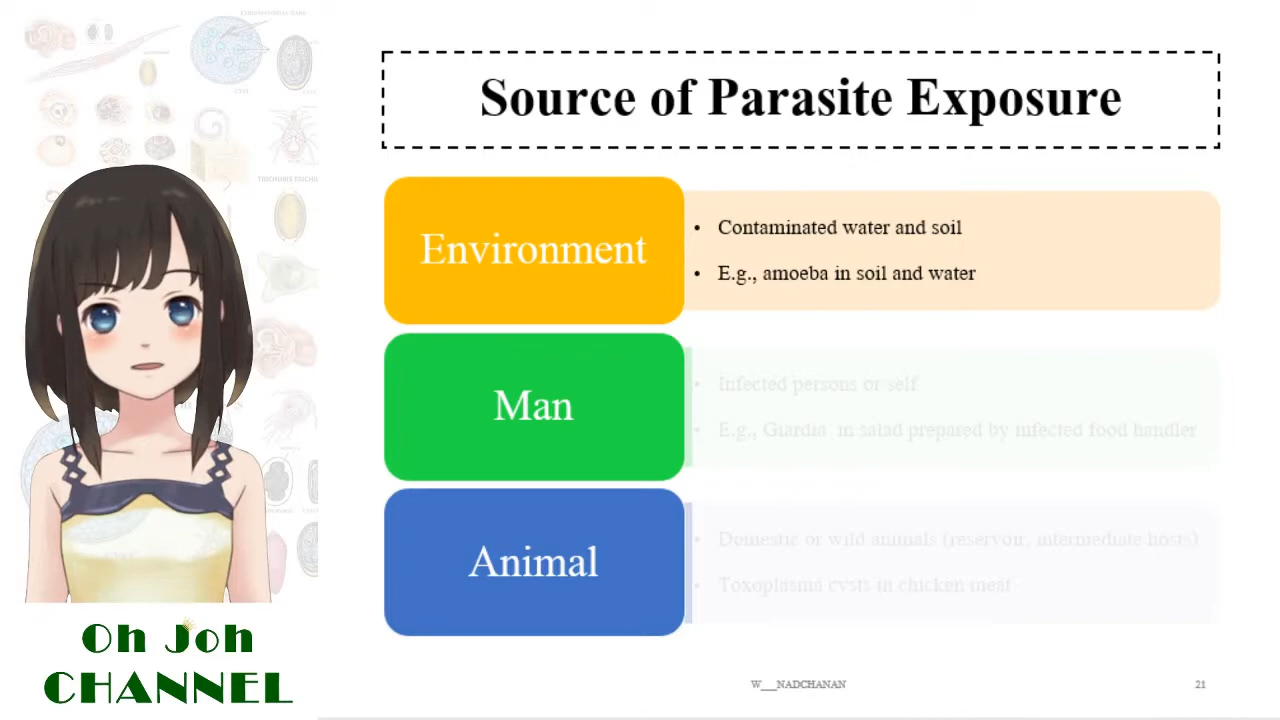 Source of Parasite Exposure
Environment
• Contaminated water and soil
• E.g., amoeba in soil and water
Man
• Infected persons or self
• E.g., Giardia in salad prepared by infected food handler
Animal
• Domestic or wild animals (reservoir, intermediate hosts)
• Toxoplasma cysts in chicken meat
Oh Joh
CHANNEL
W___NADCHANAN
21